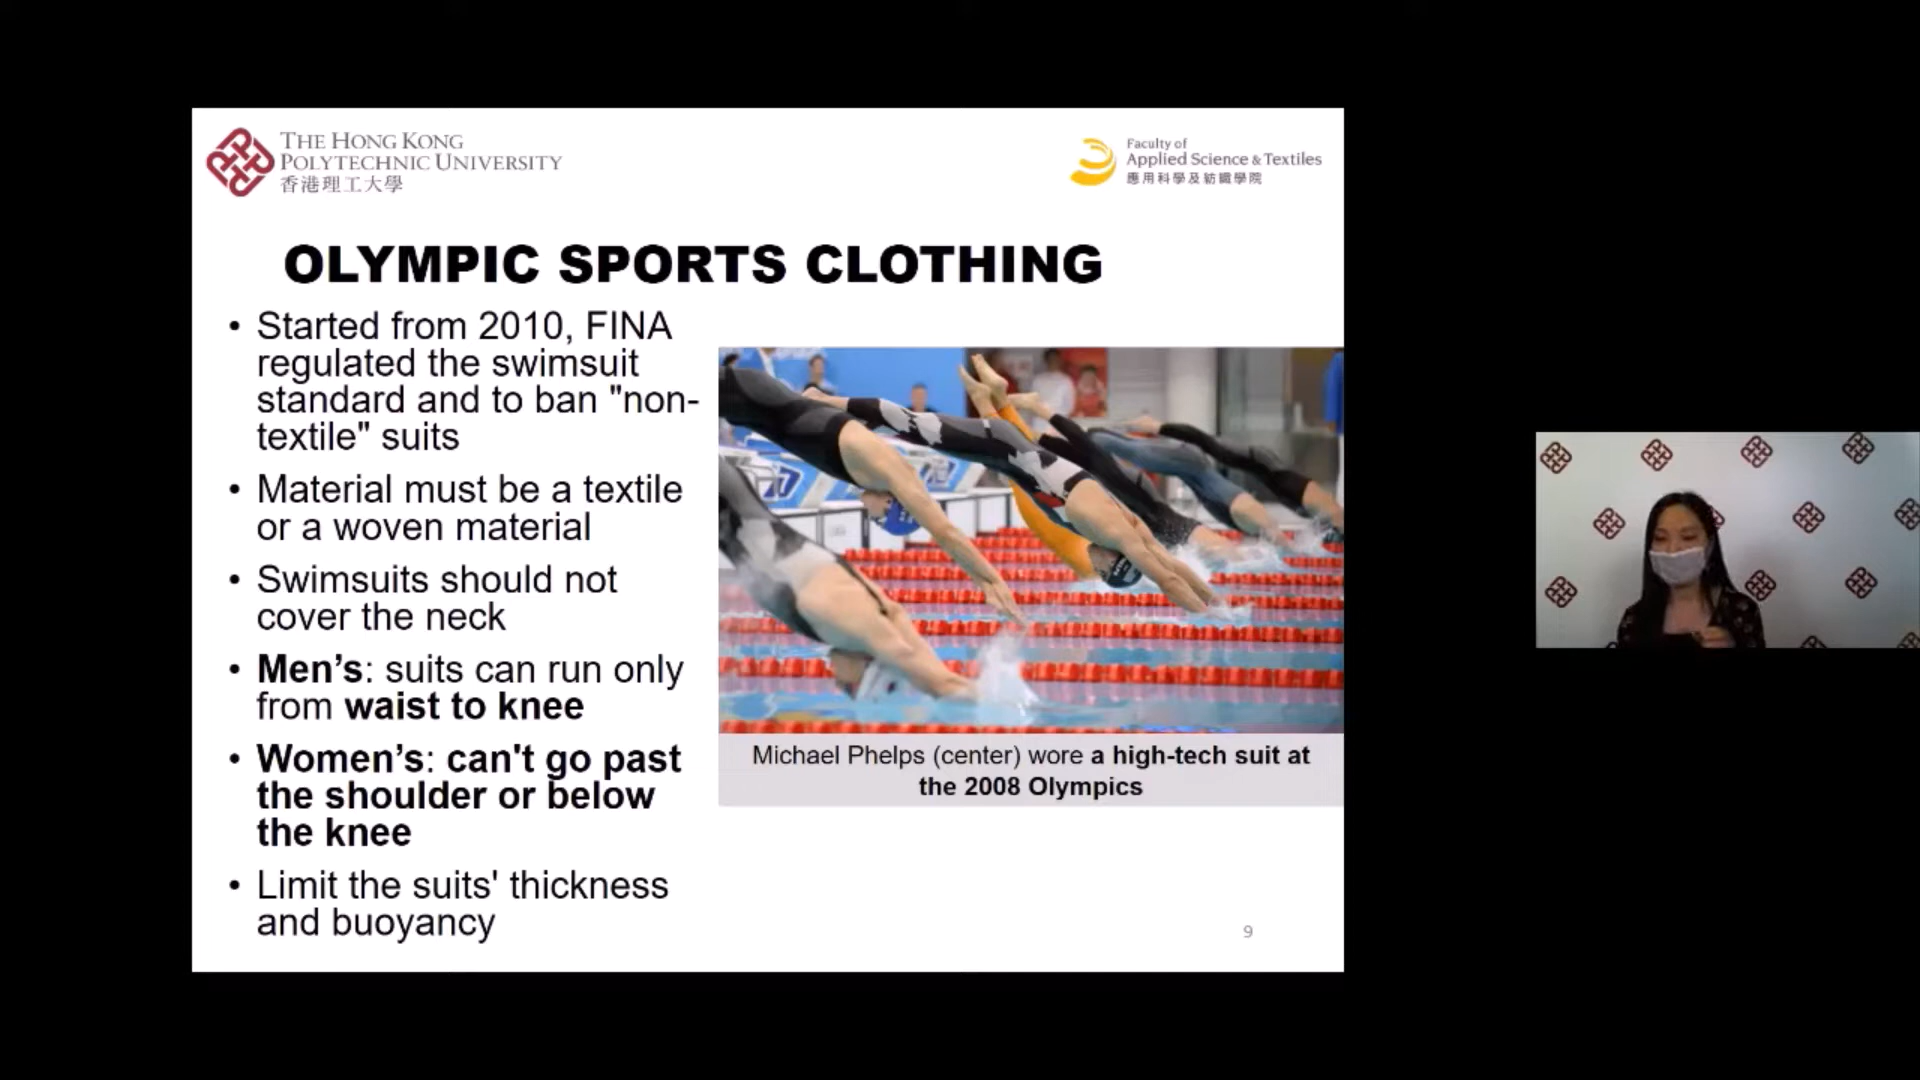 THE HONG KONG
POLYTECHNIC UNIVERSITY
香港理工大學
Faculty of
Applied Science & Textiles
應用科學及紡織學院
OLYMPIC SPORTS CLOTHING
• Started from 2010, FINA
regulated the swimsuit
standard and to ban "non-
textile" suits
• Material must be a textile
or a woven material
• Swimsuits should not
cover the neck
• Men’s: suits can run only
from waist to knee
• Women’s: can't go past
the shoulder or below
the knee
• Limit the suits' thickness
and buoyancy
Michael Phelps (center) wore a high-tech suit at
the 2008 Olympics
9